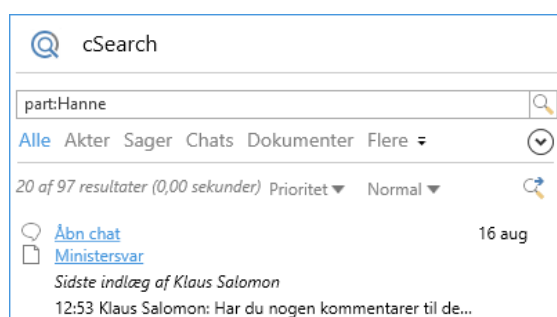 cSearch
part:Hanne
Alle Akter Sager Chats Dokumenter Flere
20 af 97 resultater (0,00 sekunder) Prioritet Normal
Åbn chat 16 aug
Ministersvar
Sidste indlæg af Klaus Salomon
12:53 Klaus Salomon: Har du nogen kommentarer til de...